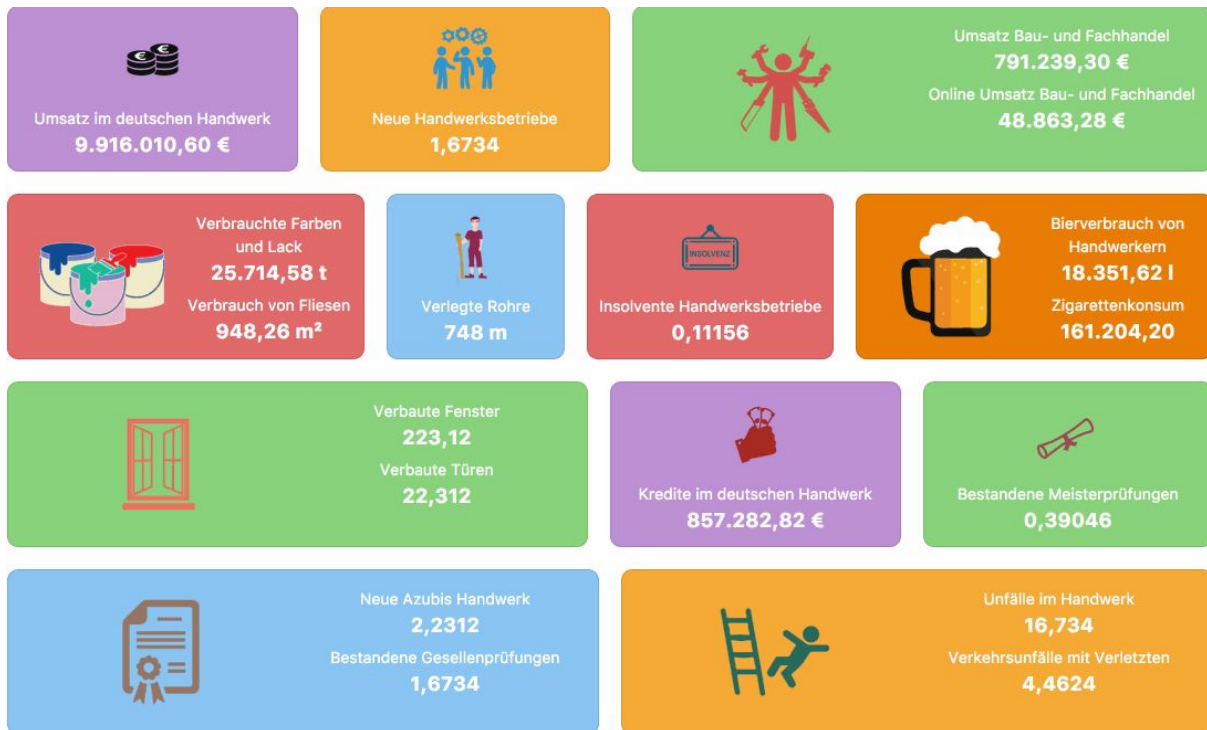 Umsatz im deutschen Handwerk
9.916.010,60 €
Neue Handwerksbetriebe
1,6734
Umsatz Bau- und Fachhandel
791.239,30 €
Online Umsatz Bau- und Fachhandel
48.863,28 €
Verbrauchte Farben
und Lack
25.714,58 t
Verbrauch von Fliesen
948,26 m²
Verlegte Rohre
748 m
INSOLVENZ
Insolvente Handwerksbetriebe
0,11156
Bierverbrauch von
Handwerkern
18.351,62 l
Zigarettenkonsum
161.204,20
Verbaute Fenster
223,12
Verbaute Türen
22,312
Kredite im deutschen Handwerk
857.282,82 €
Bestandene Meisterprüfungen
0,39046
Neue Azubis Handwerk
2,2312
Bestandene Gesellenprüfungen
1,6734
Unfälle im Handwerk
16,734
Verkehrsunfälle mit Verletzten
4,4624